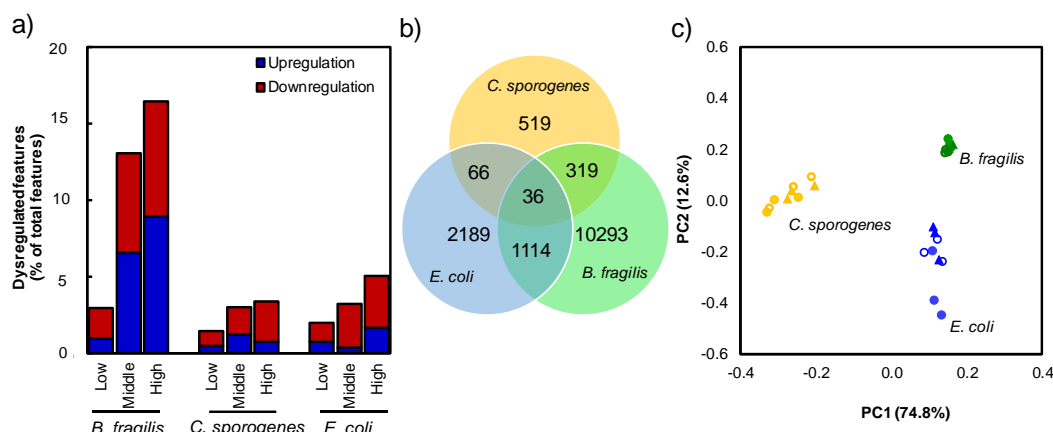 a)
20
15
10
5
0
Dysregulatedfeatures
(% of total features)
Upregulation
Downregulation
Low
Middle
High
Low
Middle
High
Low
Middle
High
B. fragilis
C. sporogenes
E. coli
b)
C. sporogenes
519
66
319
36
2189
1114
10293
E. coli
B. fragilis
c)
0.6
0.4
0.2
0.0
-0.2
-0.4
-0.6
PC2 (12.6%)
B. fragilis
C. sporogenes
E. coli
-0.4
-0.2
0.0
0.2
0.4
PC1 (74.8%)